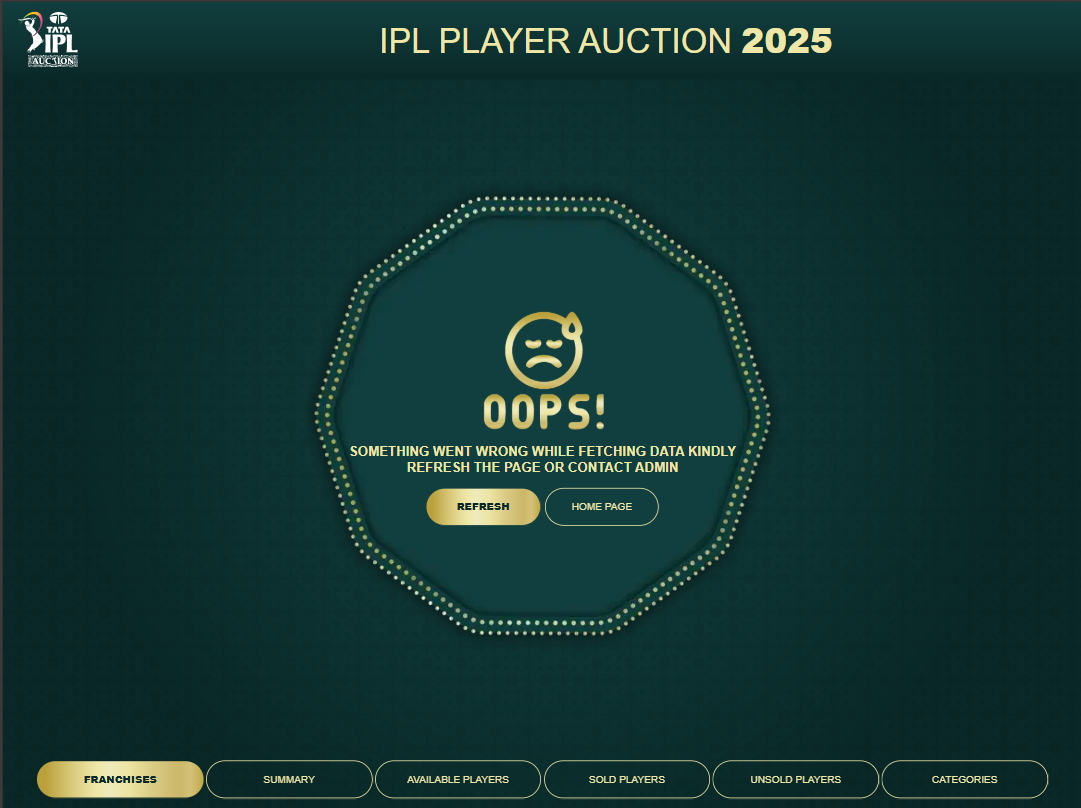 TATA
IPL
AUCTION
IPL PLAYER AUCTION 2025
OOPS!
SOMETHING WENT WRONG WHILE FETCHING DATA KINDLY
REFRESH THE PAGE OR CONTACT ADMIN
REFRESH
HOME PAGE
FRANCHISES
SUMMARY
AVAILABLE PLAYERS
SOLD PLAYERS
UNSOLD PLAYERS
CATEGORIES